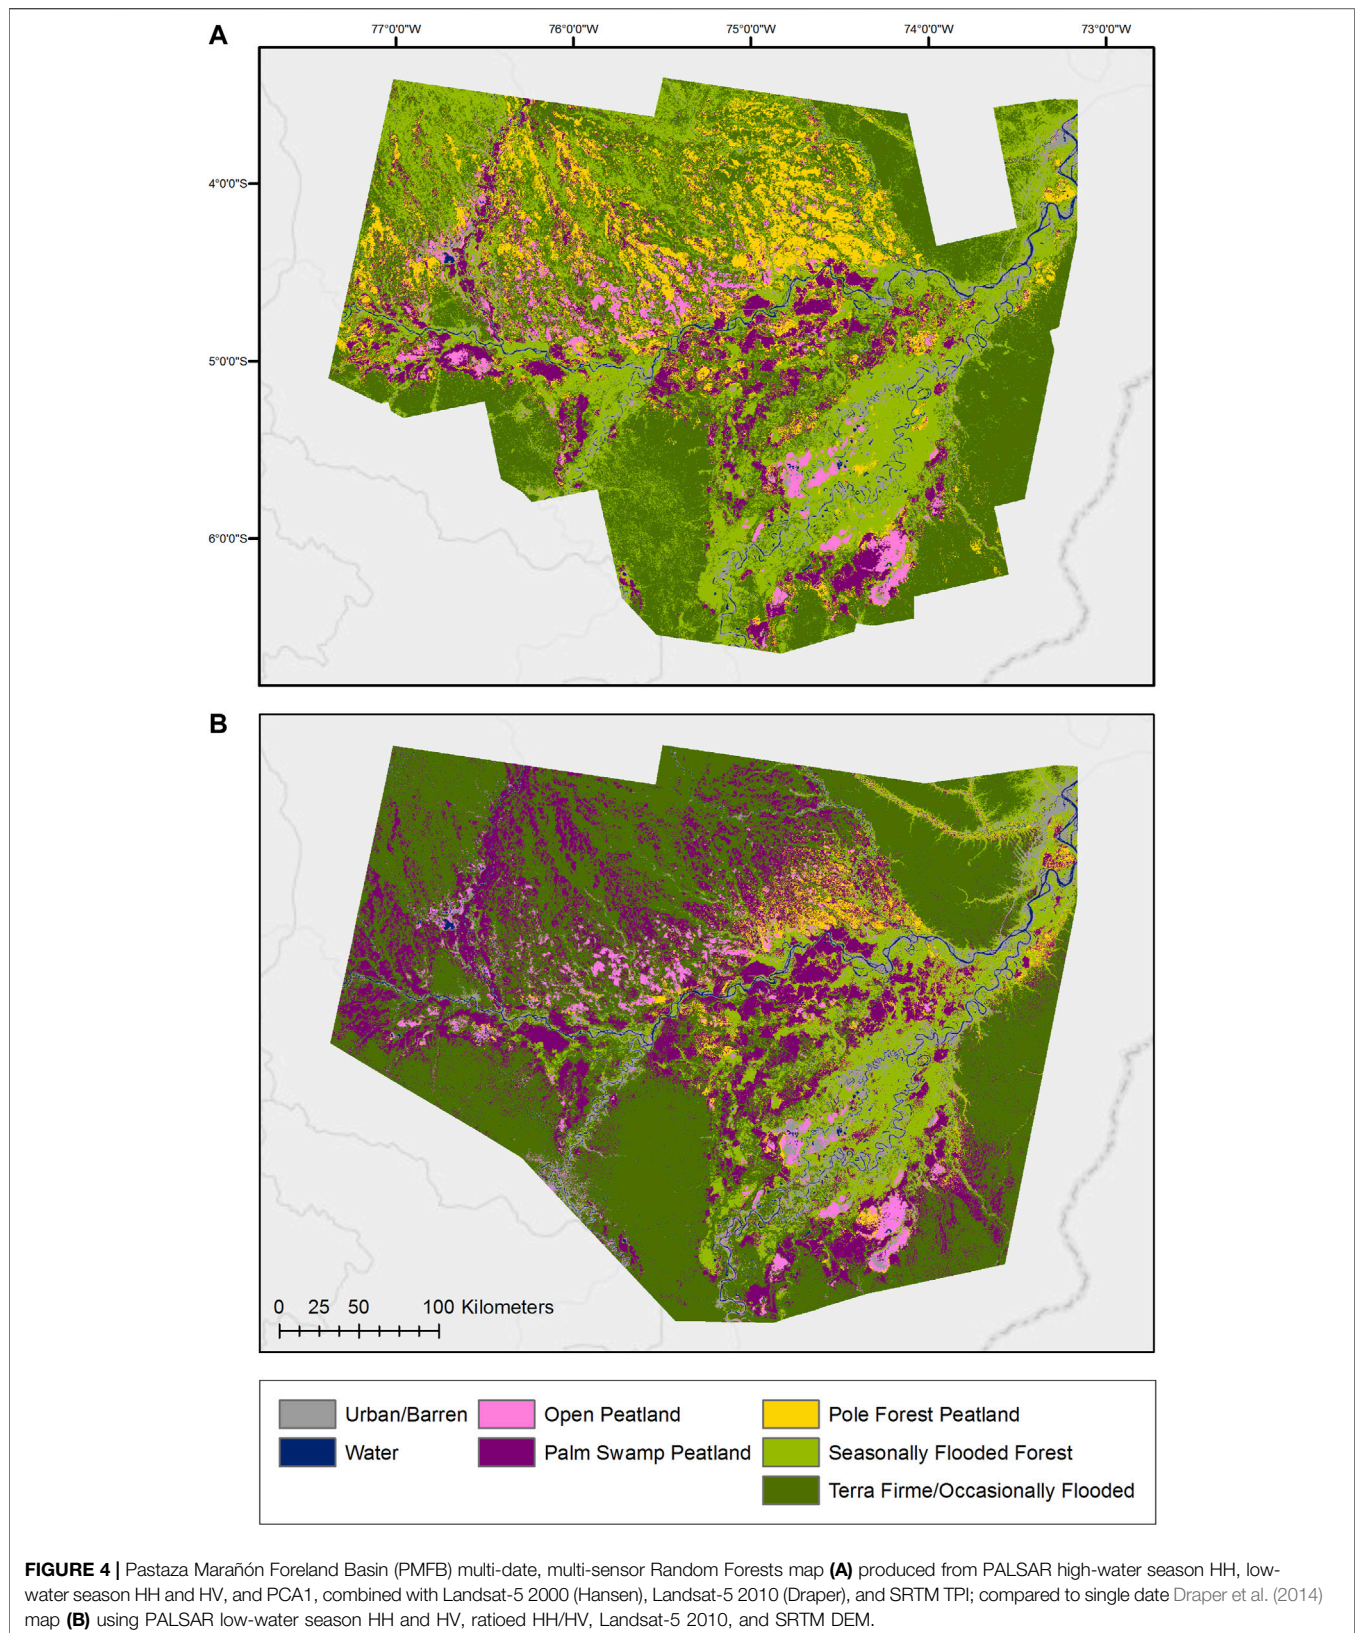 A
77°0'0"W 76°0'0"W 75°0'0"W 74°0'0"W 73°0'0"W
4°0'0"S
5°0'0"S
6°0'0"S
B
0 25 50 100 Kilometers
Urban/Barren Open Peatland Pole Forest Peatland
Water Palm Swamp Peatland Seasonally Flooded Forest
Terra Firme/Occasionally Flooded
FIGURE 4 | Pastaza Marañón Foreland Basin (PMFB) multi-date, multi-sensor Random Forests map (A) produced from PALSAR high-water season HH, low-
water season HH and HV, and PCA1, combined with Landsat-5 2000 (Hansen), Landsat-5 2010 (Draper), and SRTM TPI; compared to single date Draper et al. (2014)
map (B) using PALSAR low-water season HH and HV, ratioed HH/HV, Landsat-5 2010, and SRTM DEM.